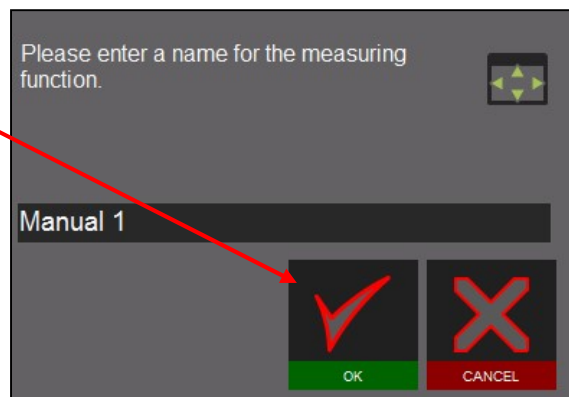 Please enter a name for the measuring
function.
Manual 1
OK
CANCEL